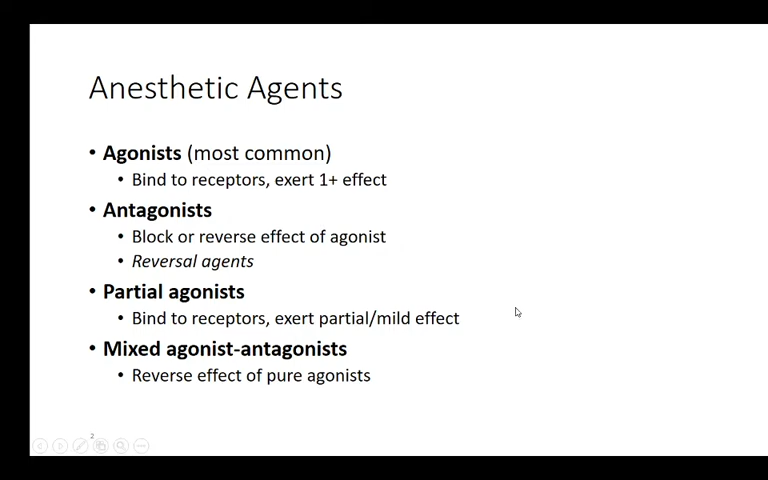 Anesthetic Agents
• Agonists (most common)
• Bind to receptors, exert 1+ effect
• Antagonists
• Block or reverse effect of agonist
• Reversal agents
• Partial agonists
• Bind to receptors, exert partial/mild effect
• Mixed agonist-antagonists
• Reverse effect of pure agonists
2